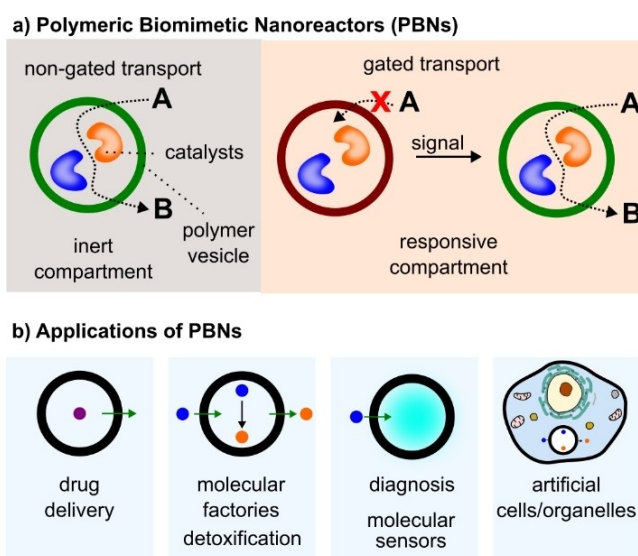 a) Polymeric Biomimetic Nanoreactors (PBNs)
non-gated transport
A
catalysts
B
polymer
vesicle
inert
compartment
gated transport
X A
signal
A
B
responsive
compartment
b) Applications of PBNs
drug
delivery
molecular
factories
detoxification
diagnosis
molecular
sensors
artificial
cells/organelles